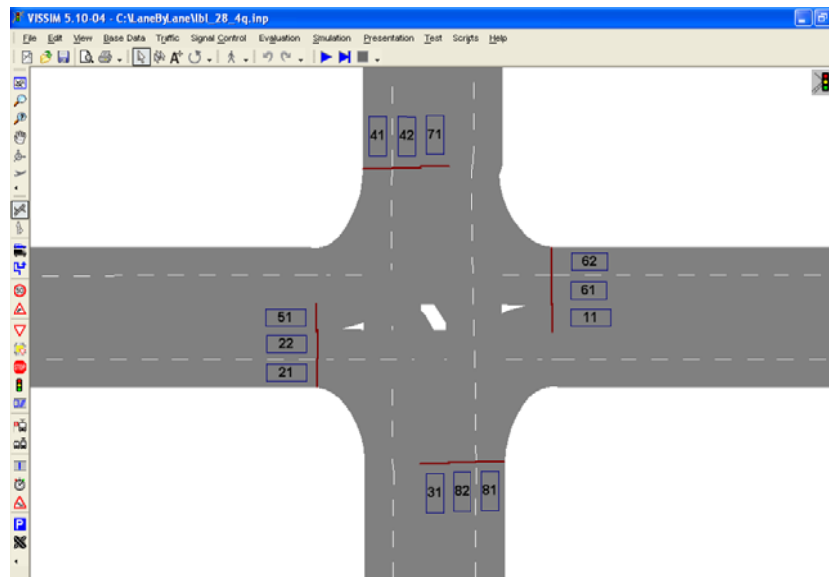 VISSIM 5.10-04 - C:\LaneByLane\lbl_28_4q.inp
File Edit View Base Data Traffic Signal Control Evaluation Simulation Presentation Test Scripts Help
41 42 71
62
61
11
51
22
21
31 82 81
STOP
P